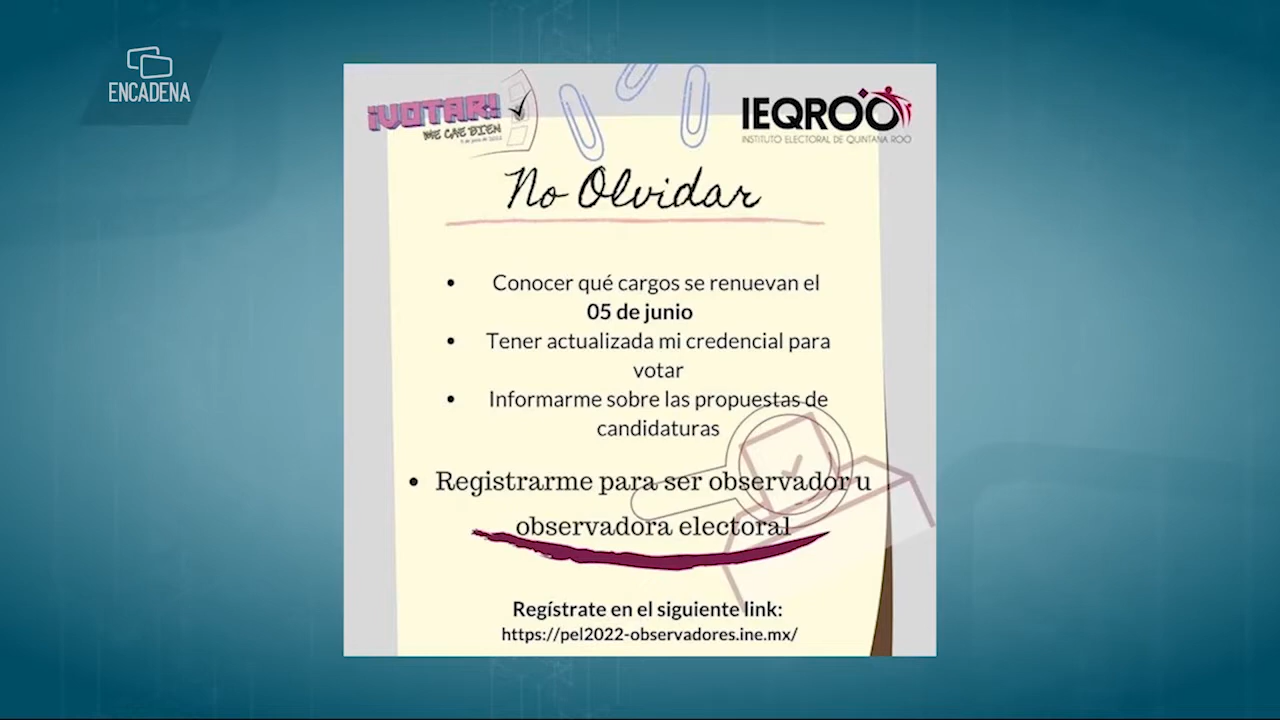 ENCADENA
¡VOTAR!
ME CAE BIEN
IEQROO
INSTITUTO ELECTORAL DE QUINTANA ROO
No Olvidar
• Conocer qué cargos se renuevan el
05 de junio
• Tener actualizada mi credencial para
votar
• Informarme sobre las propuestas de
candidaturas
• Registrarme para ser observador u
observadora electoral
Regístrate en el siguiente link:
https://pel2022-observadores.ine.mx/